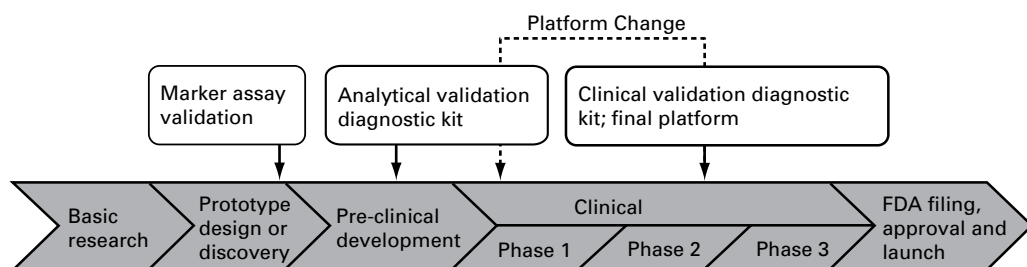 Platform Change
Marker assay
validation
Analytical validation
diagnostic kit
Clinical validation diagnostic
kit; final platform
Basic
research
Prototype
design or
discovery
Pre-clinical
development
Clinical
Phase 1
Phase 2
Phase 3
FDA filing,
approval and
launch